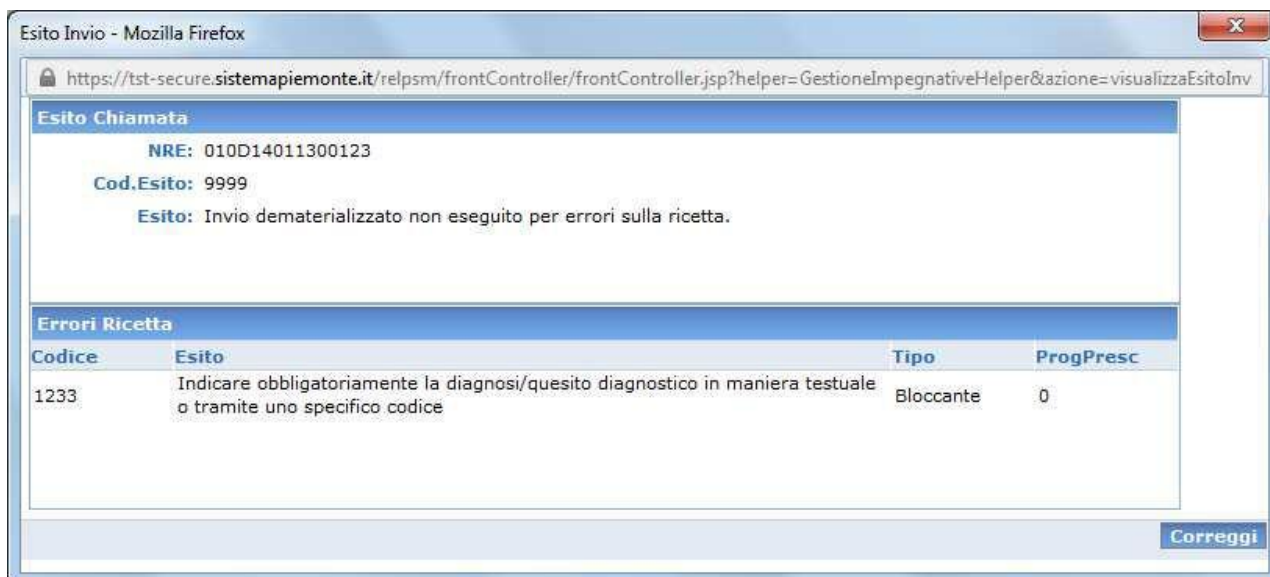 Esito Invio - Mozilla Firefox
https://tst-secure.sistemapiemonte.it/relpsm/frontController/frontController.jsp?helper=GestioneImpegnativeHelper&azione=visualizzaEsitoInv
Esito Chiamata
NRE: 010D14011300123
Cod.Esito: 9999
Esito: Invio dematerializzato non eseguito per errori sulla ricetta.
Errori Ricetta
Codice Esito Tipo ProgPresc
1233 Indicare obbligatoriamente la diagnosi/quesito diagnostico in maniera testuale Bloccante 0
o tramite uno specifico codice
Correggi